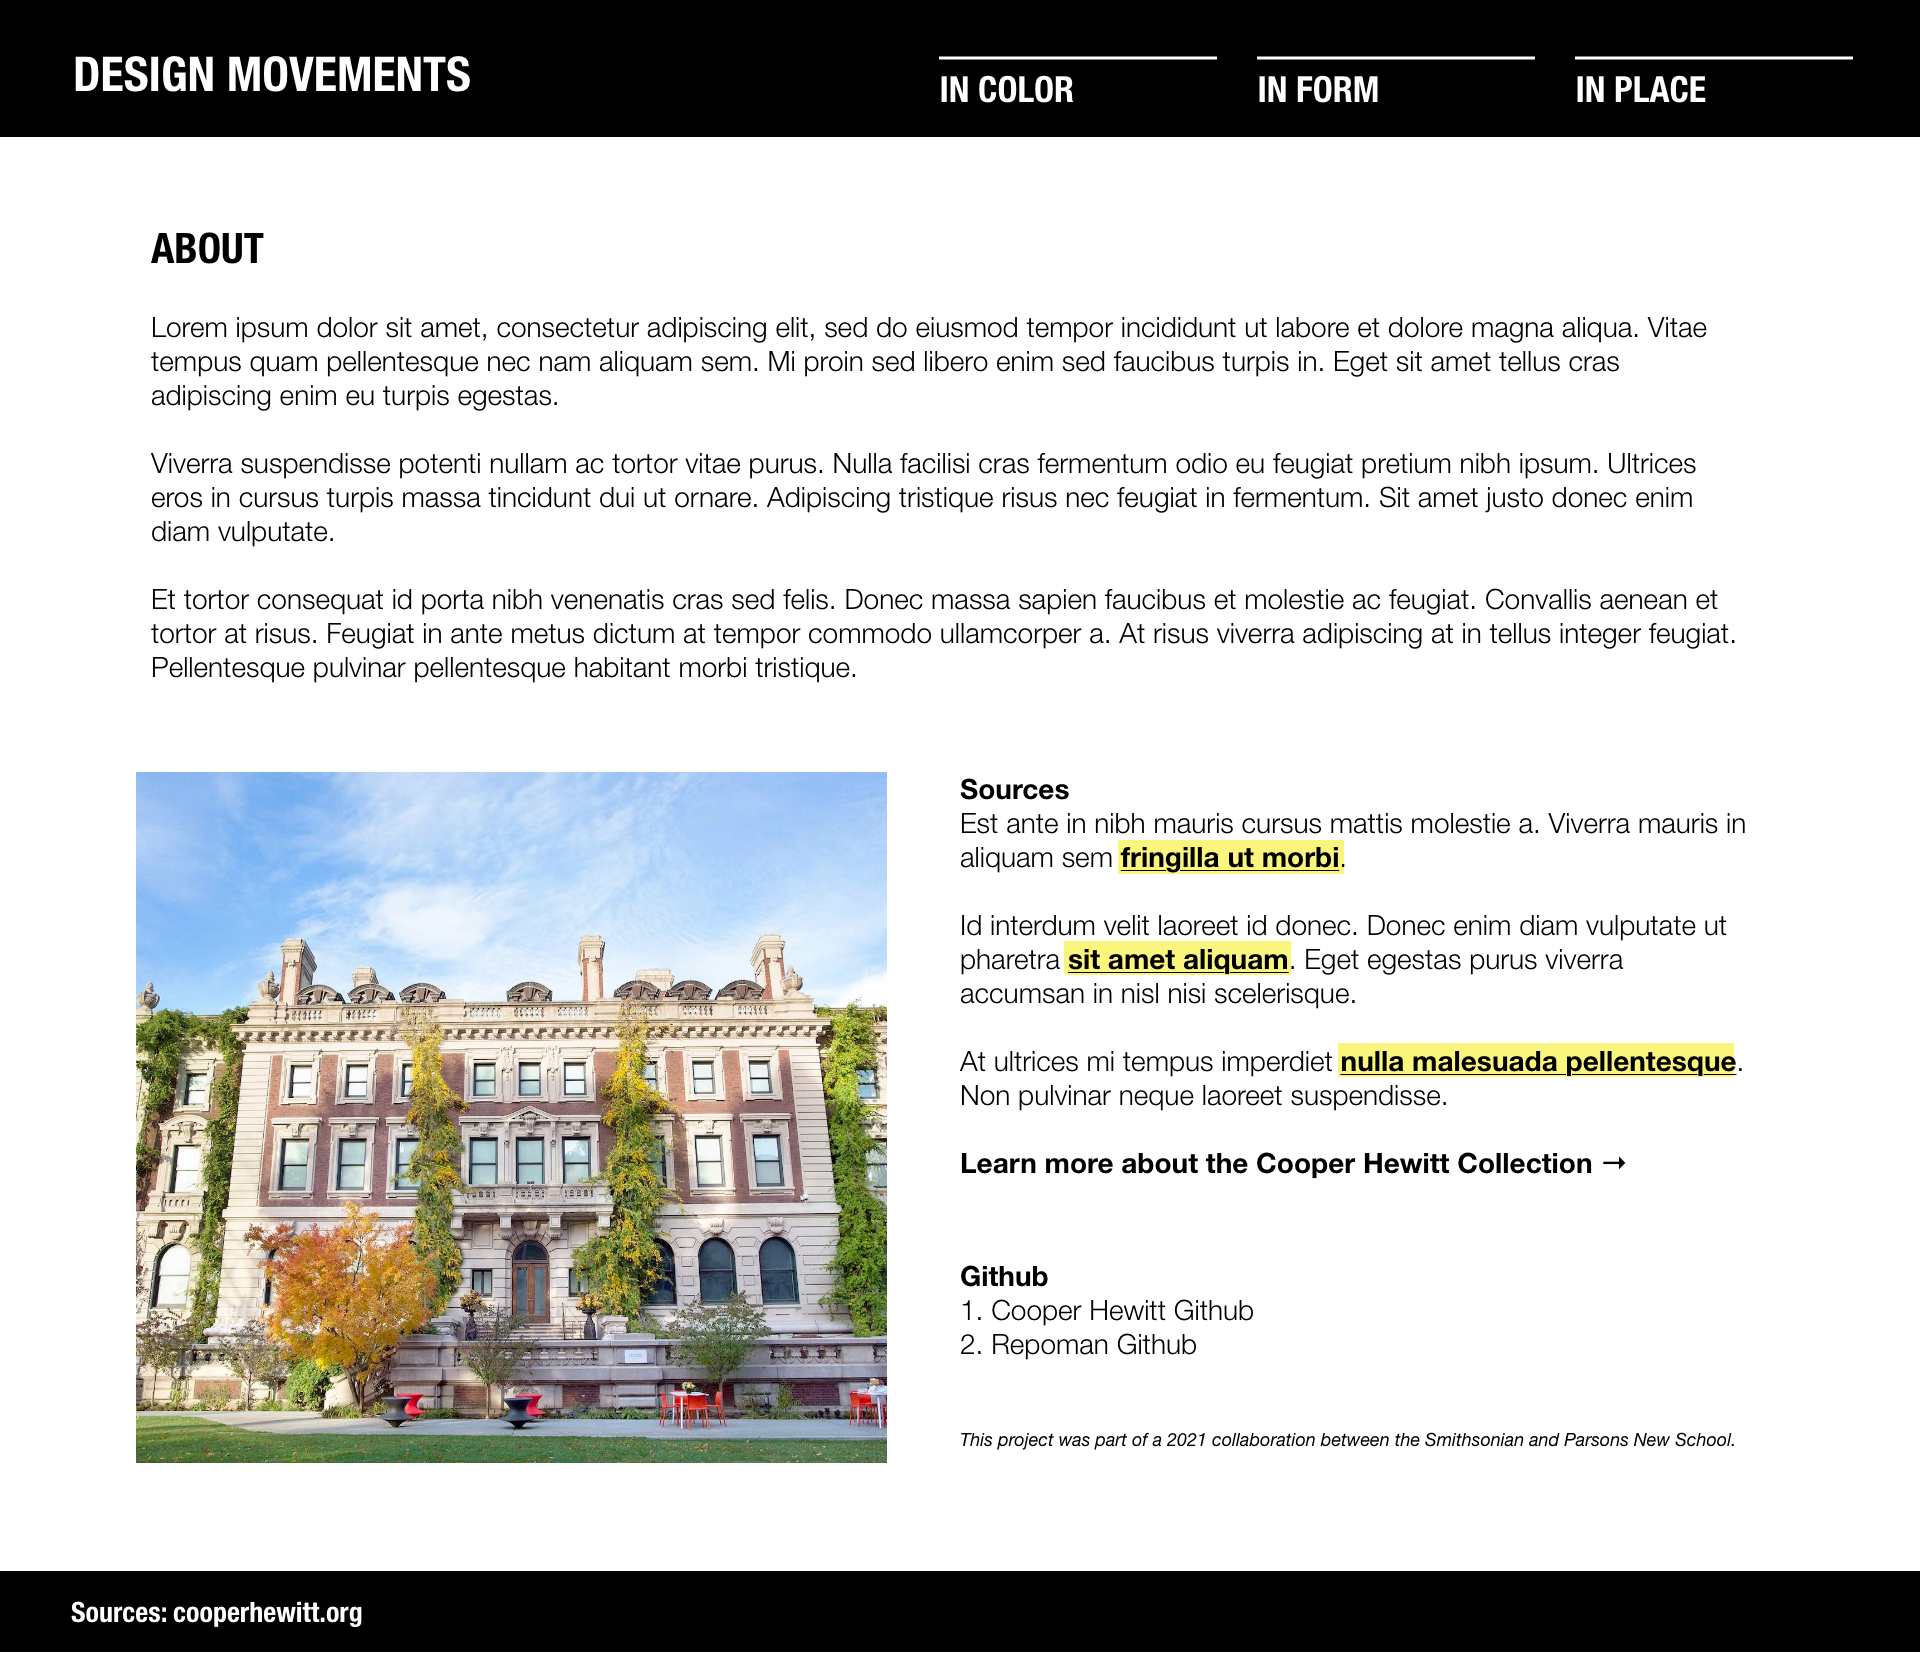 DESIGN MOVEMENTS
IN COLOR
IN FORM
IN PLACE
ABOUT
Lorem ipsum dolor sit amet, consectetur adipiscing elit, sed do eiusmod tempor incididunt ut labore et dolore magna aliqua. Vitae
tempus quam pellentesque nec nam aliquam sem. Mi proin sed libero enim sed faucibus turpis in. Eget sit amet tellus cras
adipiscing enim eu turpis egestas.
Viverra suspendisse potenti nullam ac tortor vitae purus. Nulla facilisi cras fermentum odio eu feugiat pretium nibh ipsum. Ultrices
eros in cursus turpis massa tincidunt dui ut ornare. Adipiscing tristique risus nec feugiat in fermentum. Sit amet justo donec enim
diam vulputate.
Et tortor consequat id porta nibh venenatis cras sed felis. Donec massa sapien faucibus et molestie ac feugiat. Convallis aenean et
tortor at risus. Feugiat in ante metus dictum at tempor commodo ullamcorper a. At risus viverra adipiscing at in tellus integer feugiat.
Pellentesque pulvinar pellentesque habitant morbi tristique.
Sources
Est ante in nibh mauris cursus mattis molestie a. Viverra mauris in
aliquam sem fringilla ut morbi.
Id interdum velit laoreet id donec. Donec enim diam vulputate ut
pharetra sit amet aliquam. Eget egestas purus viverra
accumsan in nisl nisi scelerisque.
At ultrices mi tempus imperdiet nulla malesuada pellentesque.
Non pulvinar neque laoreet suspendisse.
Learn more about the Cooper Hewitt Collection →
Github
1. Cooper Hewitt Github
2. Repoman Github
This project was part of a 2021 collaboration between the Smithsonian and Parsons New School.
Sources: cooperhewitt.org